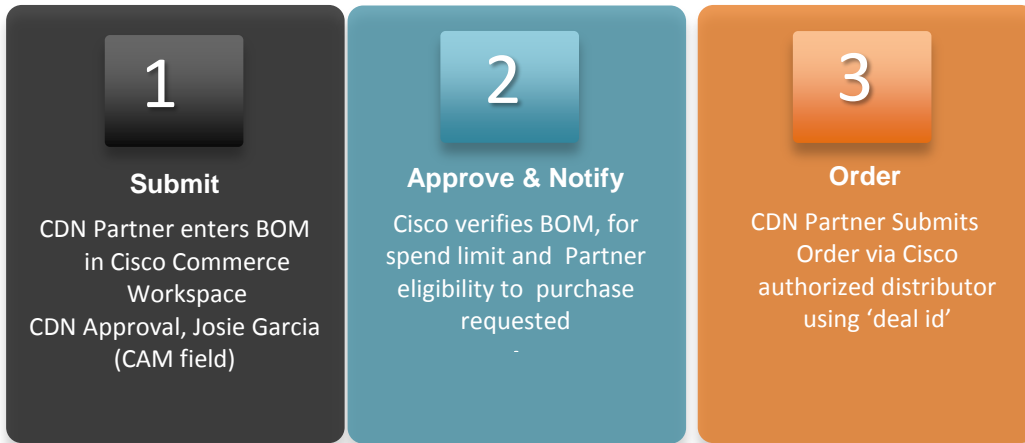 1
Submit
CDN Partner enters BOM
in Cisco Commerce
Workspace
CDN Approval, Josie Garcia
(CAM field)
2
Approve & Notify
Cisco verifies BOM, for
spend limit and Partner
eligibility to purchase
requested
-
3
Order
CDN Partner Submits
Order via Cisco
authorized distributor
using ‘deal id’